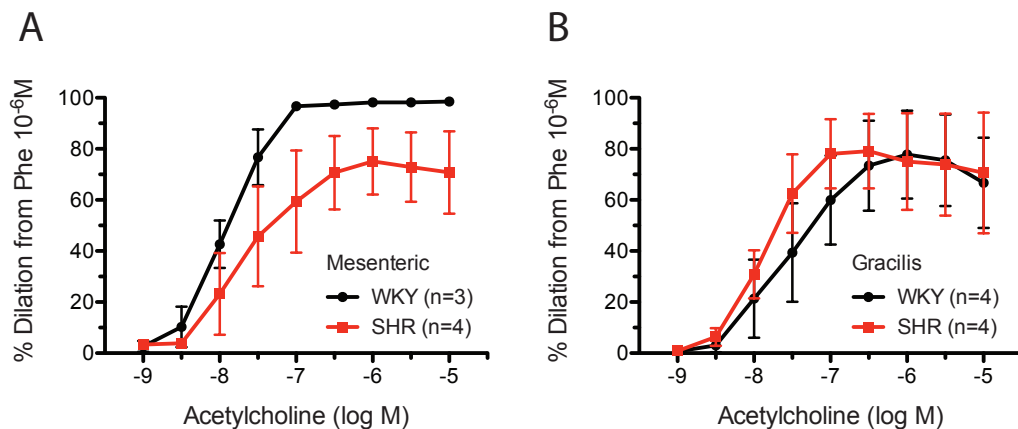 A
% Dilation from Phe 10⁻⁶M
100
80
60
40
20
0
Mesenteric
WKY (n=3)
SHR (n=4)
-9
-8
-7
-6
-5
Acetylcholine (log M)
B
% Dilation from Phe 10⁻⁶M
100
80
60
40
20
0
Gracilis
WKY (n=4)
SHR (n=4)
-9
-8
-7
-6
-5
Acetylcholine (log M)